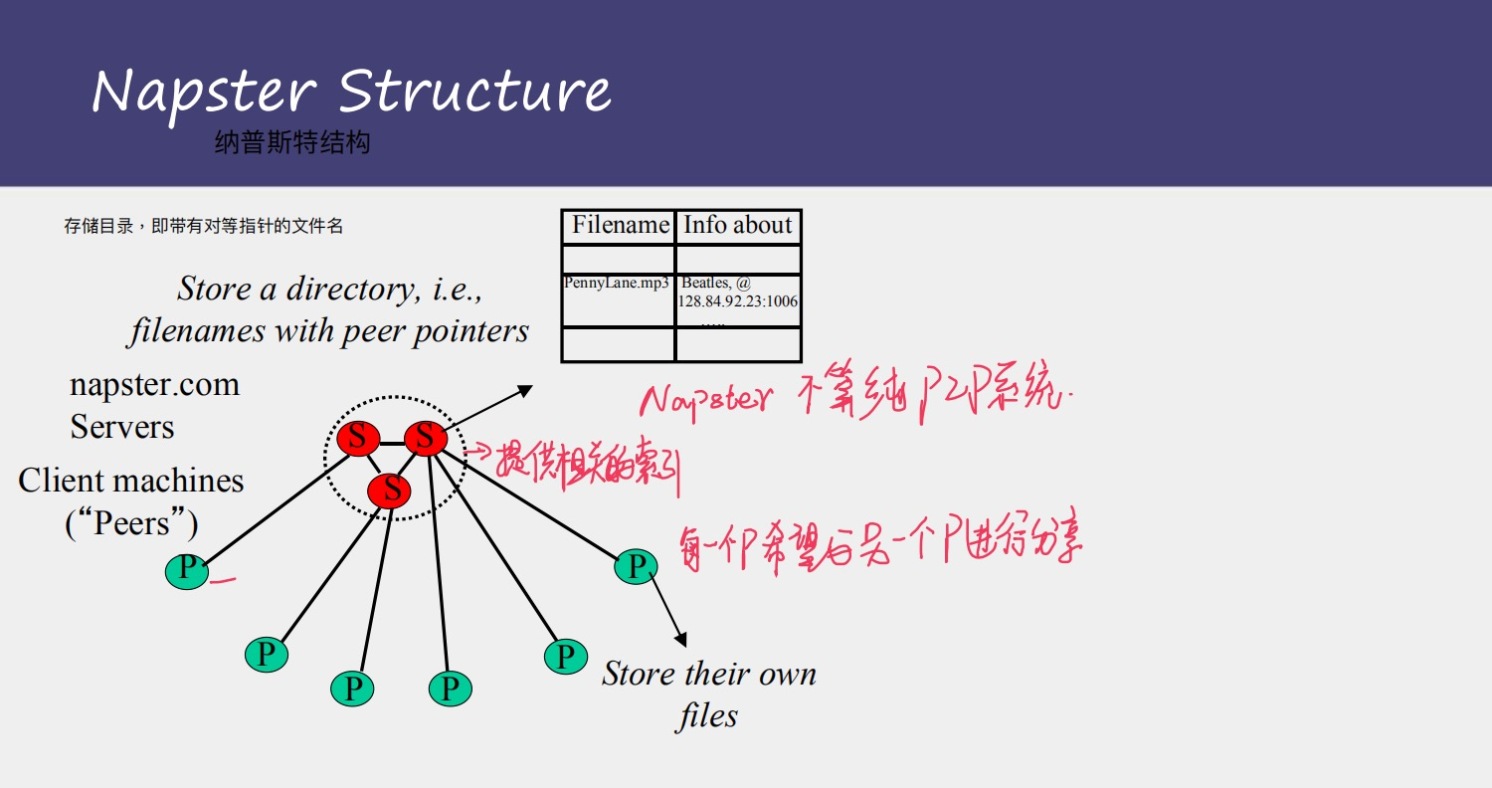 Napster Structure
纳普斯特结构
存储目录，即带有对等指针的文件名
Store a directory, i.e.,
filenames with peer pointers
Filename Info about
PennyLane.mp3 Beatles, @
128.84.92.23:1006
.....
napster.com
Servers
Napster 不算纯P2P系统.
S S
S
→提供相关的索引
Client machines
(“Peers”)
每一个P希望与另一个P进行分享
P P
P P P P
Store their own
files